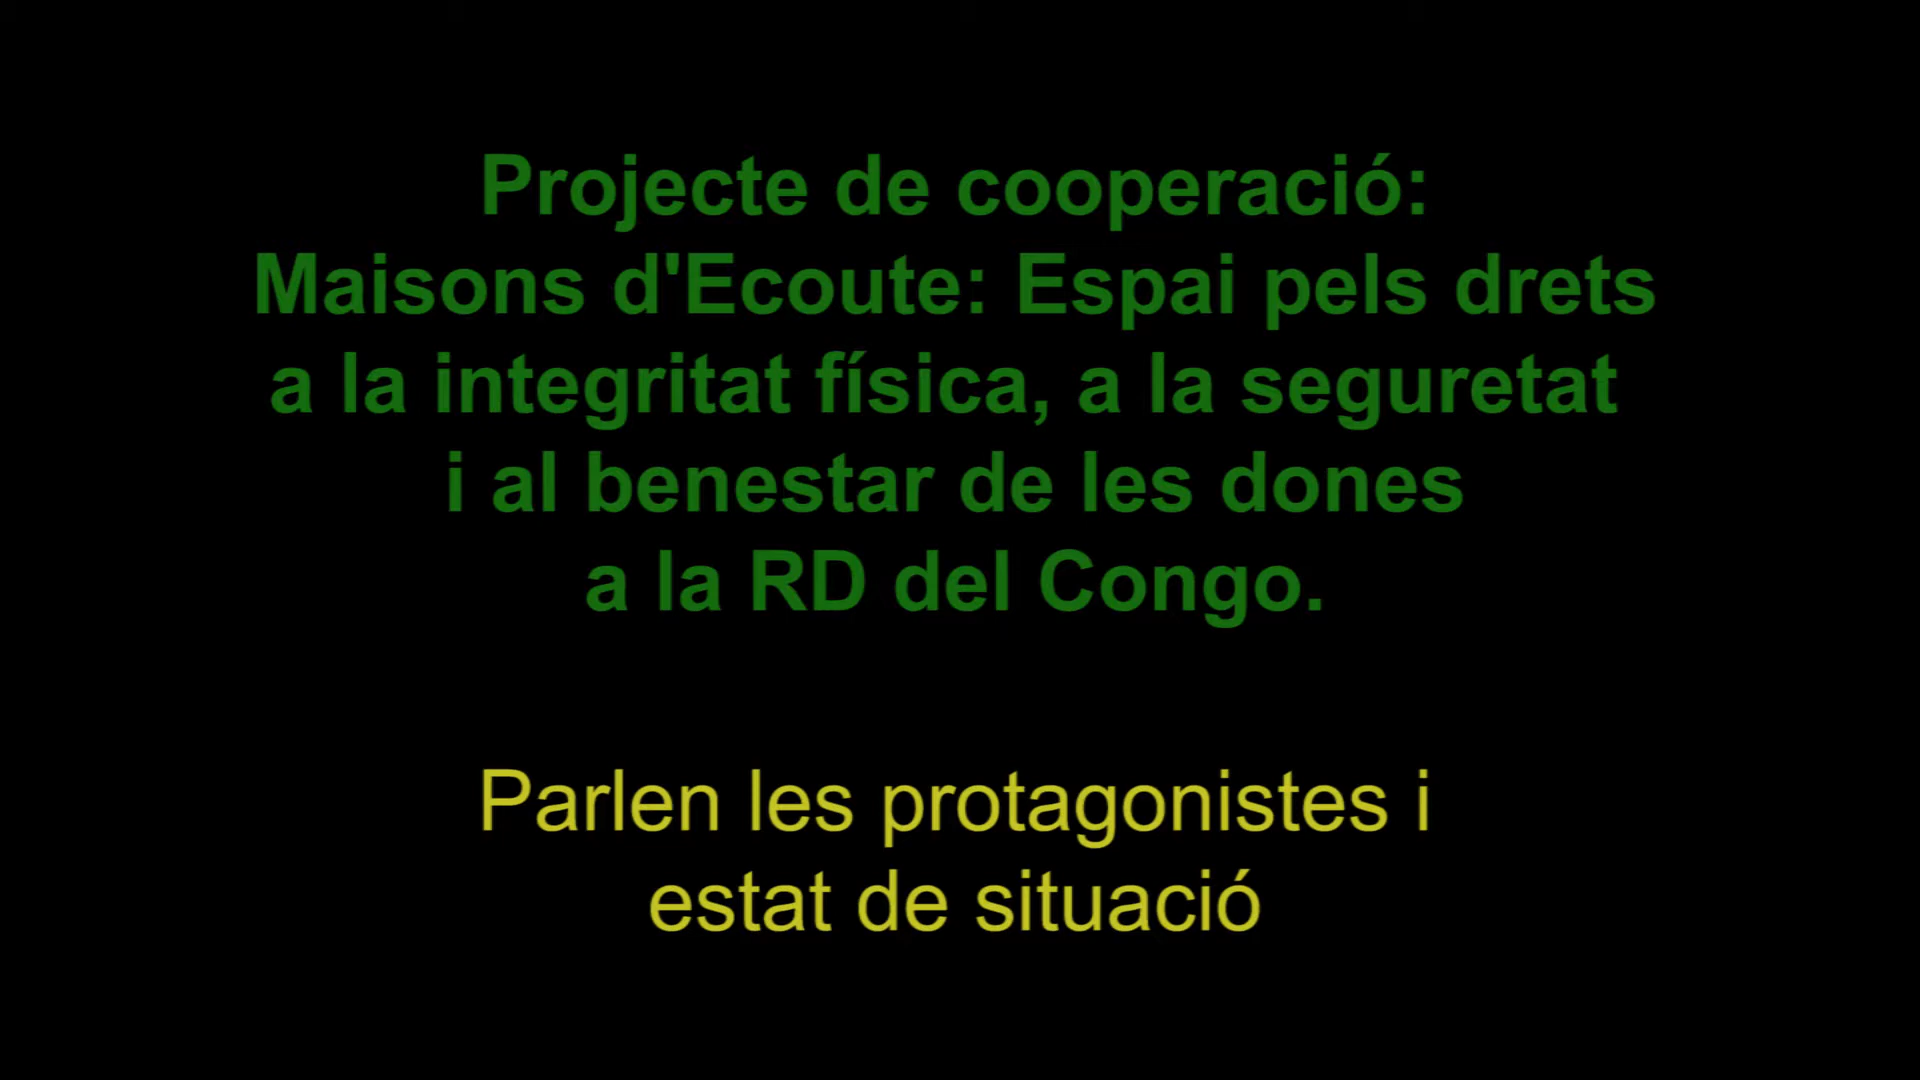 Projecte de cooperació:
Maisons d'Ecoute: Espai pels drets
a la integritat física, a la seguretat
i al benestar de les dones
a la RD del Congo.
Parlen les protagonistes i
estat de situació